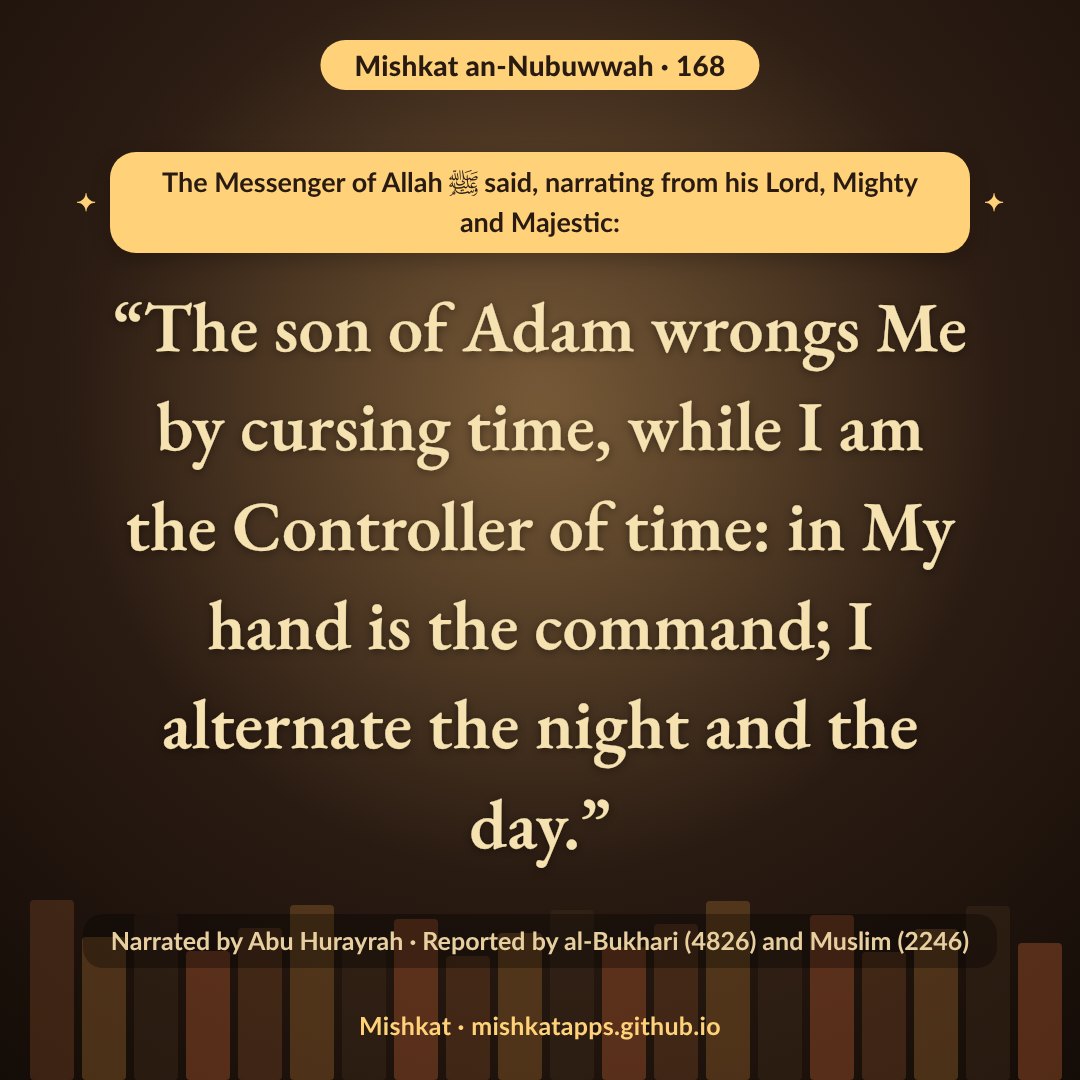 Mishkat an-Nubuwwah · 168
The Messenger of Allah ﷺ said, narrating from his Lord, Mighty
and Majestic:
“The son of Adam wrongs Me
by cursing time, while I am
the Controller of time: in My
hand is the command; I
alternate the night and the
day.”
Narrated by Abu Hurayrah · Reported by al-Bukhari (4826) and Muslim (2246)
Mishkat · mishkatapps.github.io